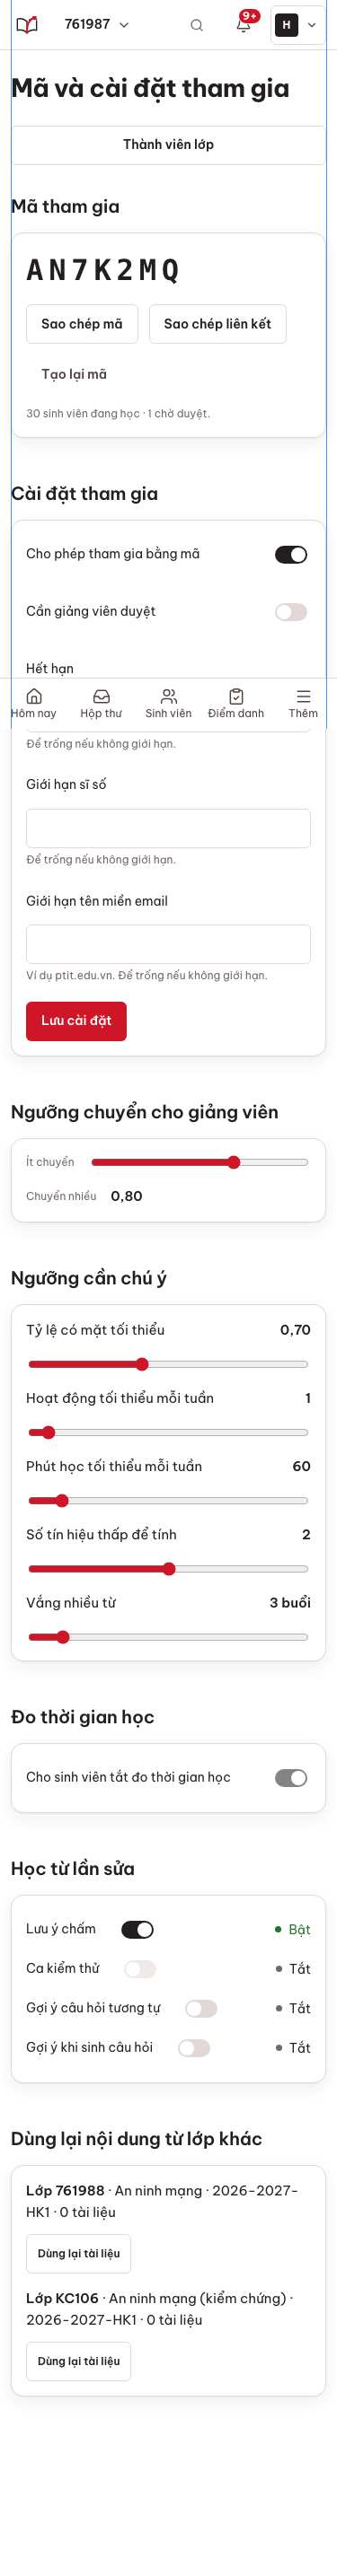 761987
9+
H
Mã và cài đặt tham gia
Thành viên lớp
Mã tham gia
AN7K2MQ
Sao chép mã
Sao chép liên kết
Tạo lại mã
30 sinh viên đang học · 1 chờ duyệt.
Cài đặt tham gia
Cho phép tham gia bằng mã
Cần giảng viên duyệt
Hết hạn
Hôm nay
Hộp thư
Sinh viên
Điểm danh
Thêm
Để trống nếu không giới hạn.
Giới hạn sĩ số
Để trống nếu không giới hạn.
Giới hạn tên miền email
Ví dụ ptit.edu.vn. Để trống nếu không giới hạn.
Lưu cài đặt
Ngưỡng chuyển cho giảng viên
Ít chuyển
Chuyển nhiều
0,80
Ngưỡng cần chú ý
Tỷ lệ có mặt tối thiểu
0,70
Hoạt động tối thiểu mỗi tuần
1
Phút học tối thiểu mỗi tuần
60
Số tín hiệu thấp để tính
2
Vắng nhiều từ
3 buổi
Đo thời gian học
Cho sinh viên tắt đo thời gian học
Học từ lần sửa
Lưu ý chấm
Bật
Ca kiểm thử
Tắt
Gợi ý câu hỏi tương tự
Tắt
Gợi ý khi sinh câu hỏi
Tắt
Dùng lại nội dung từ lớp khác
Lớp 761988 · An ninh mạng · 2026-2027-
HK1 · 0 tài liệu
Dùng lại tài liệu
Lớp KC106 · An ninh mạng (kiểm chứng) ·
2026-2027-HK1 · 0 tài liệu
Dùng lại tài liệu